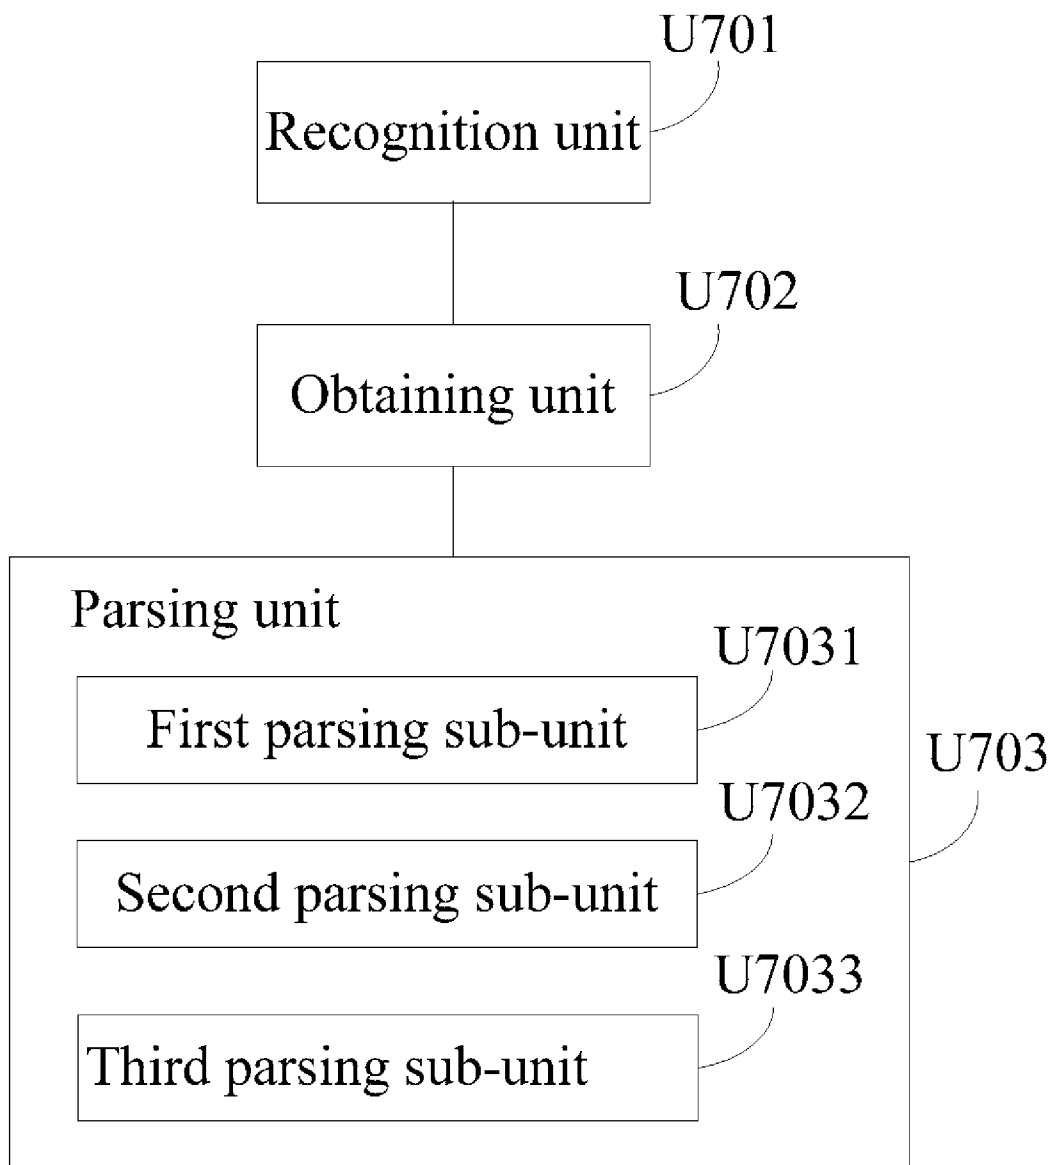 U701
Recognition unit
U702
Obtaining unit
Parsing unit
U7031
First parsing sub-unit
U703
U7032
Second parsing sub-unit
U7033
Third parsing sub-unit